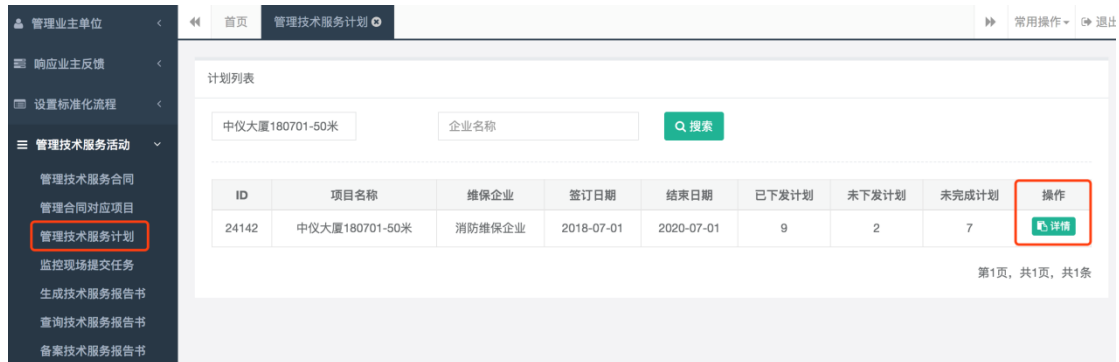 管理业主单位
响应业主反馈
设置标准化流程
管理技术服务活动
管理技术服务合同
管理合同对应项目
管理技术服务计划
监控现场提交任务
生成技术服务报告书
查询技术服务报告书
备案技术服务报告书
首页 管理技术服务计划 常用操作 退出
计划列表
中仪大厦180701-50米 企业名称 搜索
ID 项目名称 维保企业 签订日期 结束日期 已下发计划 未下发计划 未完成计划 操作
24142 中仪大厦180701-50米 消防维保企业 2018-07-01 2020-07-01 9 2 7 详情
第1页，共1页，共1条